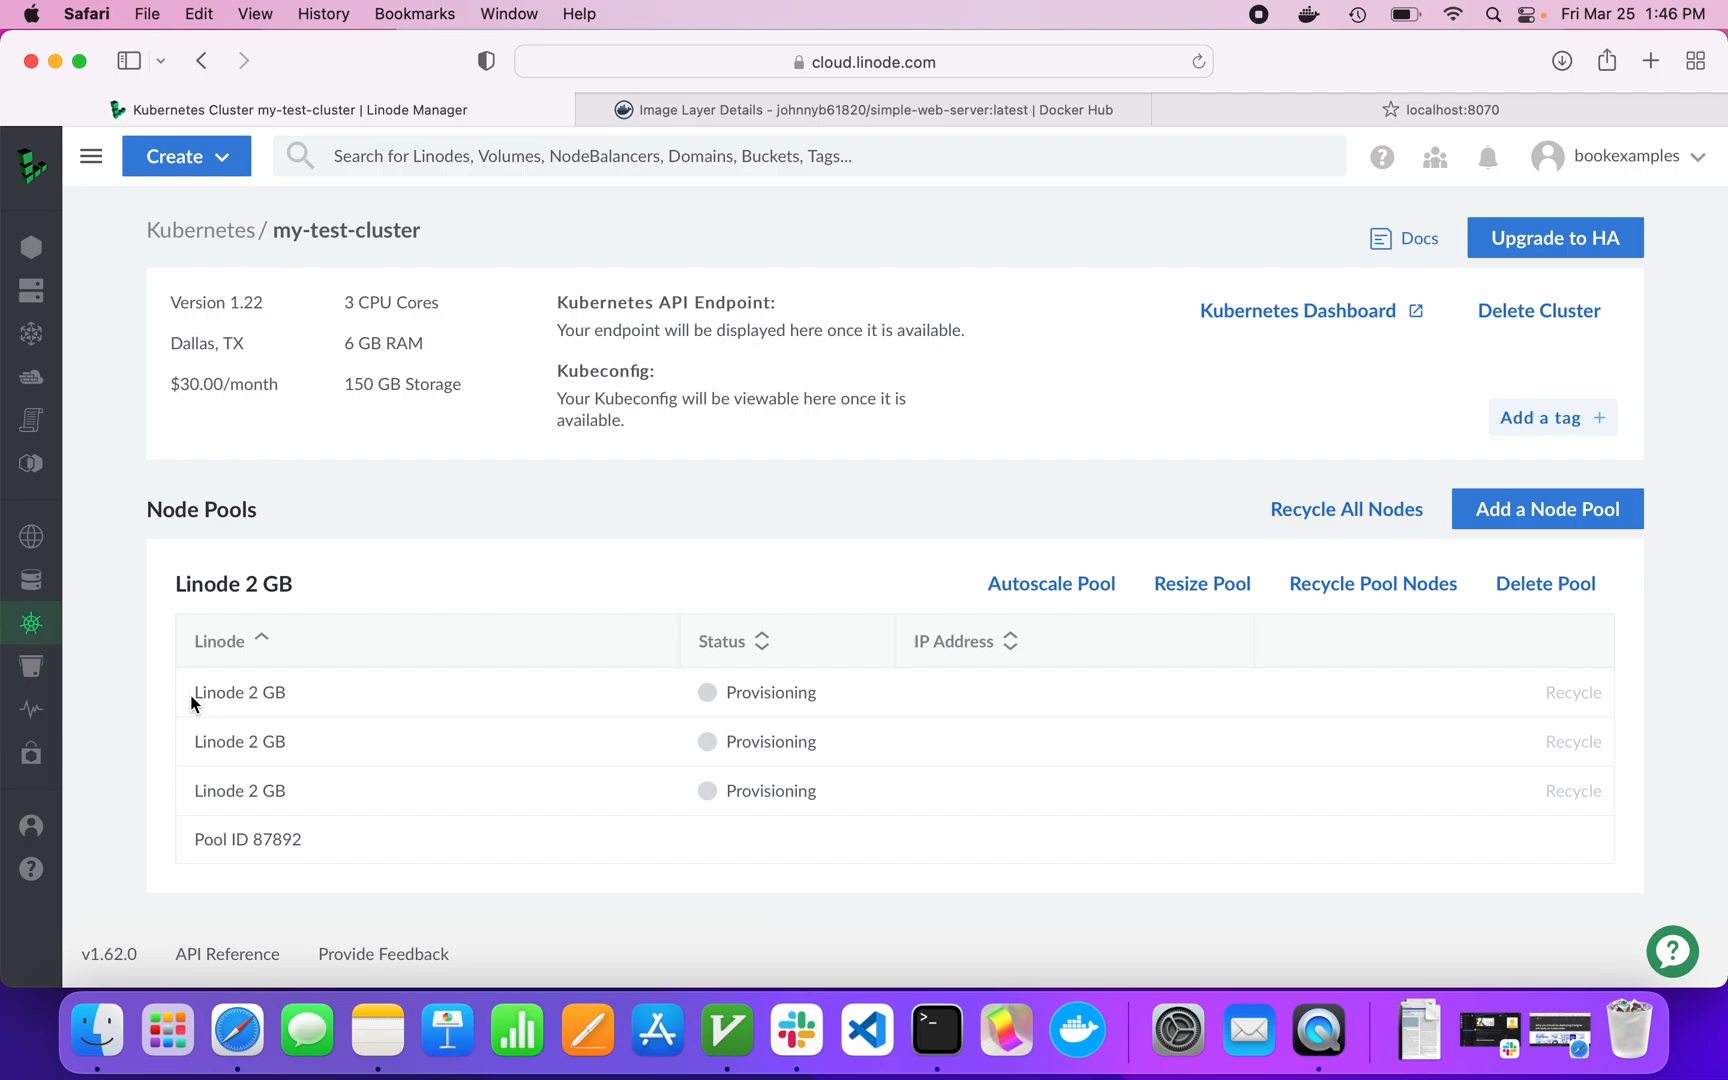 Safari File Edit View History Bookmarks Window Help Fri Mar 25 1:46 PM
cloud.linode.com
Kubernetes Cluster my-test-cluster | Linode Manager
Image Layer Details - johnnyb61820/simple-web-server:latest | Docker Hub
localhost:8070
Create
Search for Linodes, Volumes, NodeBalancers, Domains, Buckets, Tags...
bookexamples
Kubernetes / my-test-cluster
Docs
Upgrade to HA
Version 1.22
3 CPU Cores
Kubernetes API Endpoint:
Your endpoint will be displayed here once it is available.
Kubernetes Dashboard
Delete Cluster
Dallas, TX
6 GB RAM
$30.00/month
150 GB Storage
Kubeconfig:
Your Kubeconfig will be viewable here once it is
available.
Add a tag +
Node Pools
Recycle All Nodes
Add a Node Pool
Linode 2 GB
Autoscale Pool
Resize Pool
Recycle Pool Nodes
Delete Pool
Linode Status IP Address
Linode 2 GB Provisioning Recycle
Linode 2 GB Provisioning Recycle
Linode 2 GB Provisioning Recycle
Pool ID 87892
v1.62.0 API Reference Provide Feedback